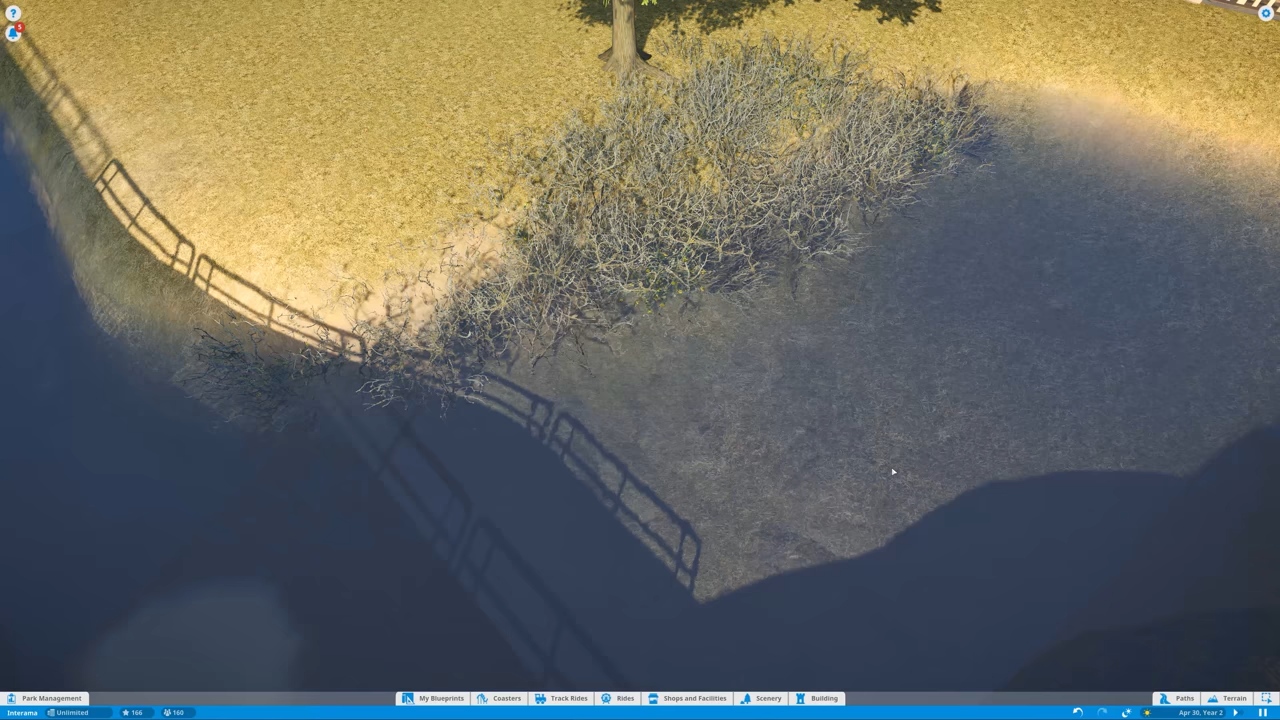 ?
5
Park Management
My Blueprints
Coasters
Track Rides
Rides
Shops and Facilities
Scenery
Building
Paths
Terrain
Interama
Unlimited
166
160
Apr 30, Year 2